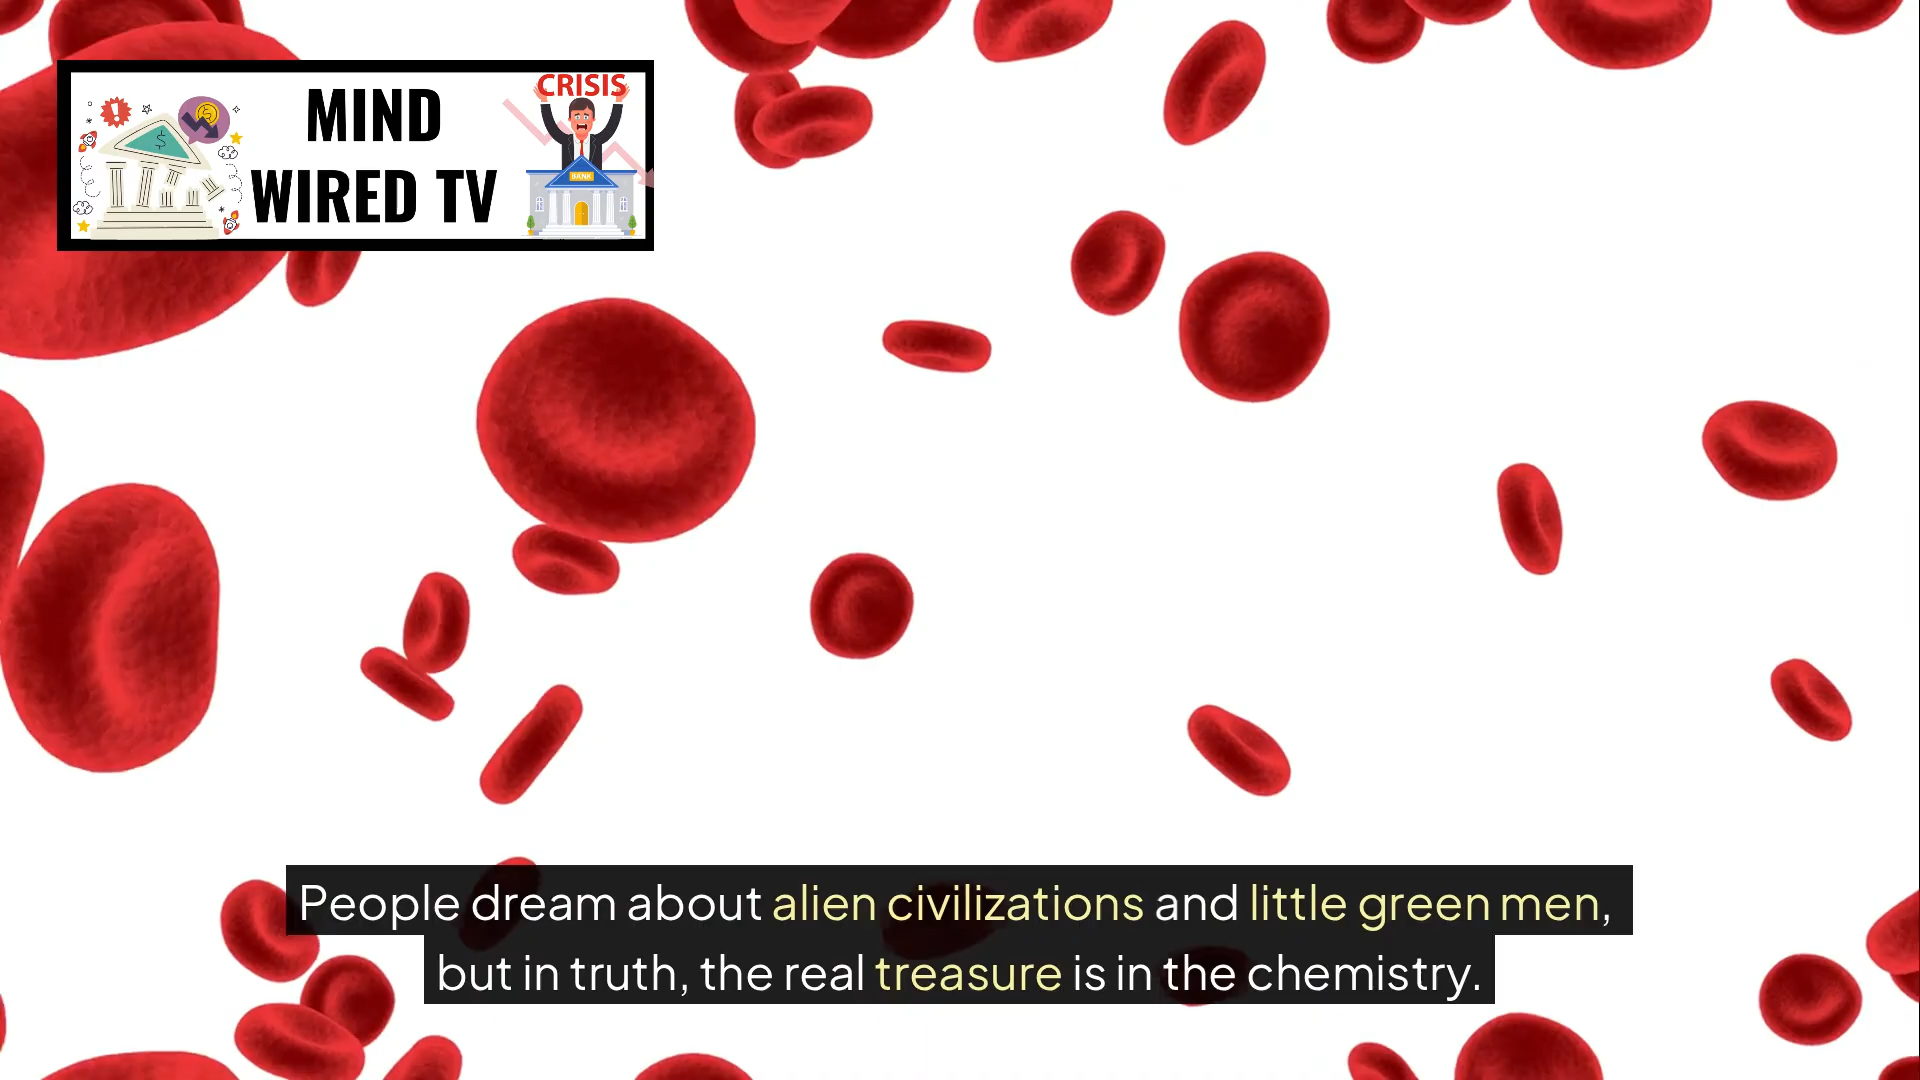 MIND
WIRED TV
CRISIS
BANK
People dream about alien civilizations and little green men,
but in truth, the real treasure is in the chemistry.